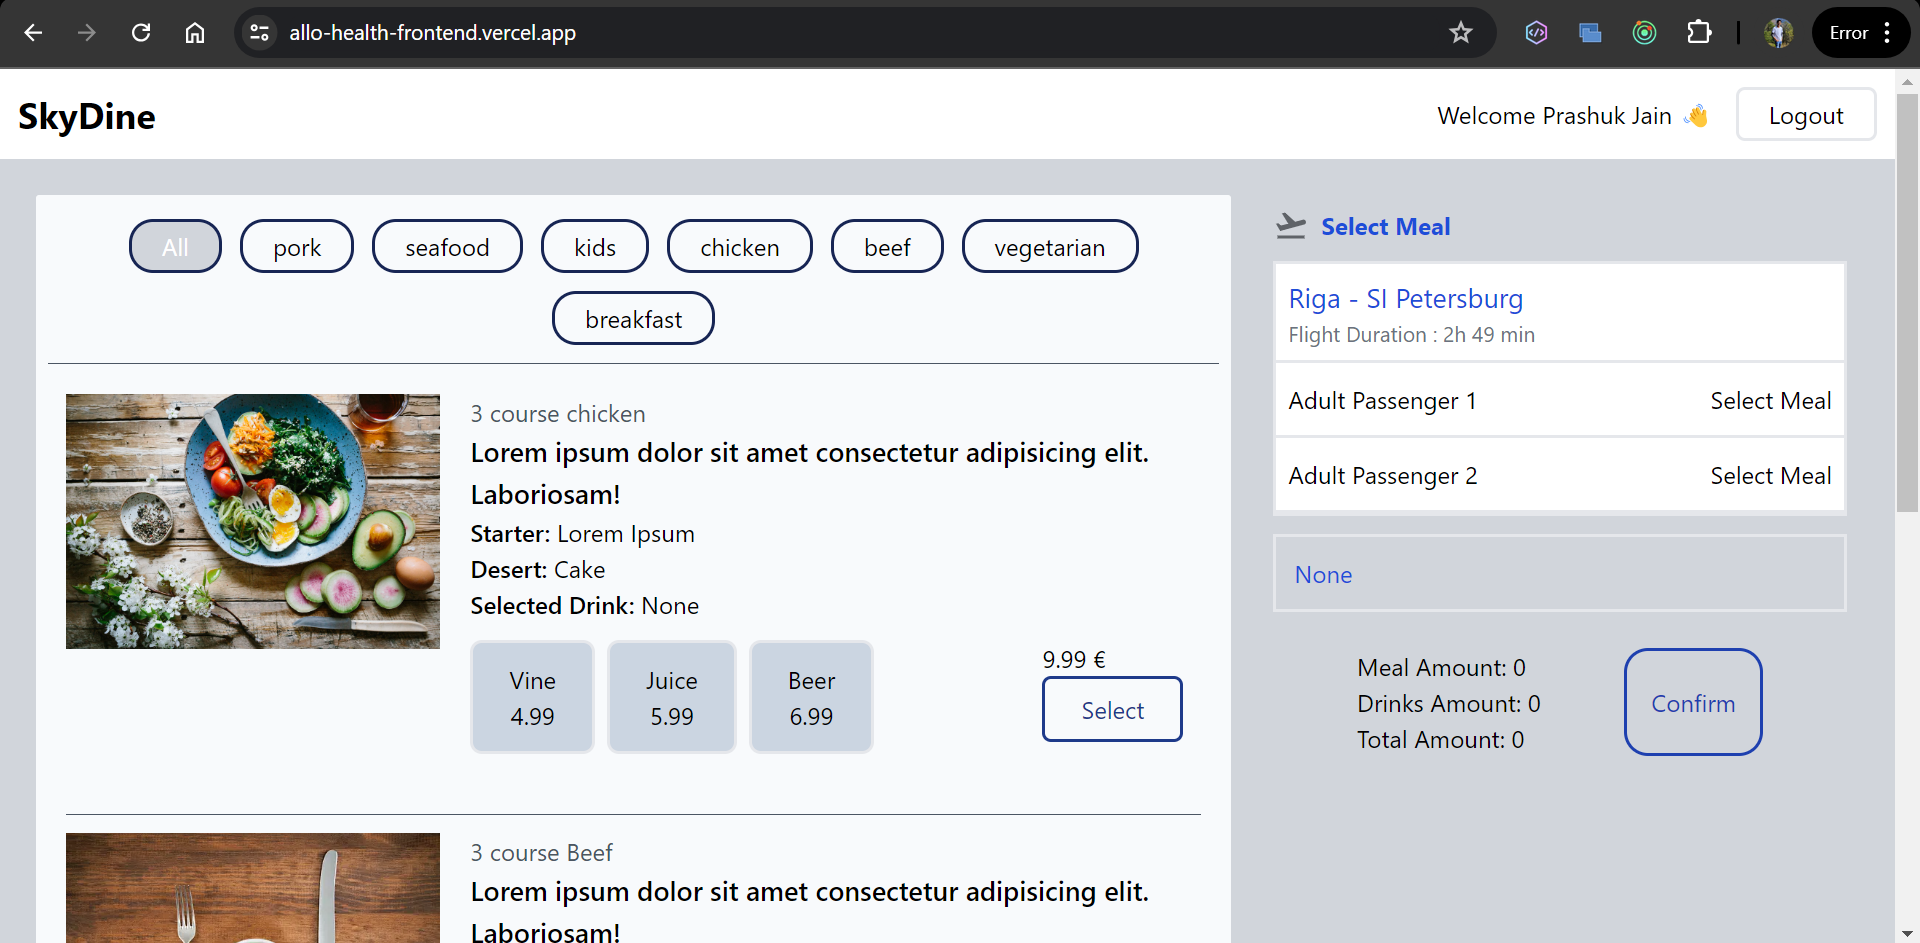 allo-health-frontend.vercel.app
Error
SkyDine
Welcome Prashuk Jain 👋
Logout
All
pork
seafood
kids
chicken
beef
vegetarian
breakfast
3 course chicken
Lorem ipsum dolor sit amet consectetur adipisicing elit.
Laboriosam!
Starter: Lorem Ipsum
Desert: Cake
Selected Drink: None
Vine
4.99
Juice
5.99
Beer
6.99
9.99 €
Select
3 course Beef
Lorem ipsum dolor sit amet consectetur adipisicing elit.
Laboriosam!
Select Meal
Riga - SI Petersburg
Flight Duration : 2h 49 min
Adult Passenger 1 Select Meal
Adult Passenger 2 Select Meal
None
Meal Amount: 0
Drinks Amount: 0
Total Amount: 0
Confirm